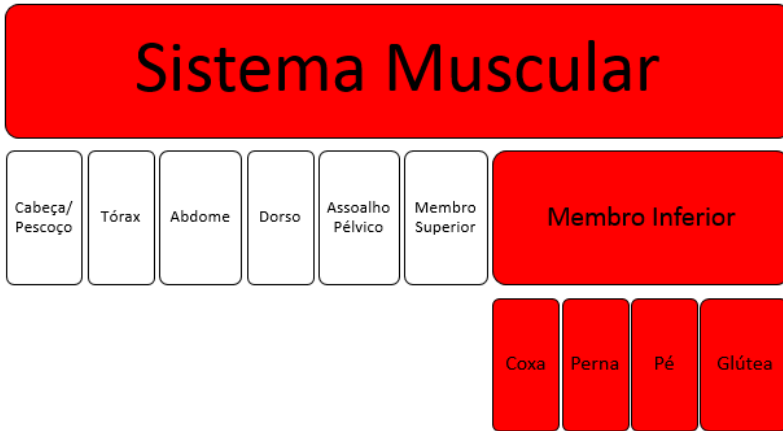 Sistema Muscular
Cabeça/
Pescoço
Tórax
Abdome
Dorso
Assoalho
Pélvico
Membro
Superior
Membro Inferior
Coxa
Perna
Pé
Glútea